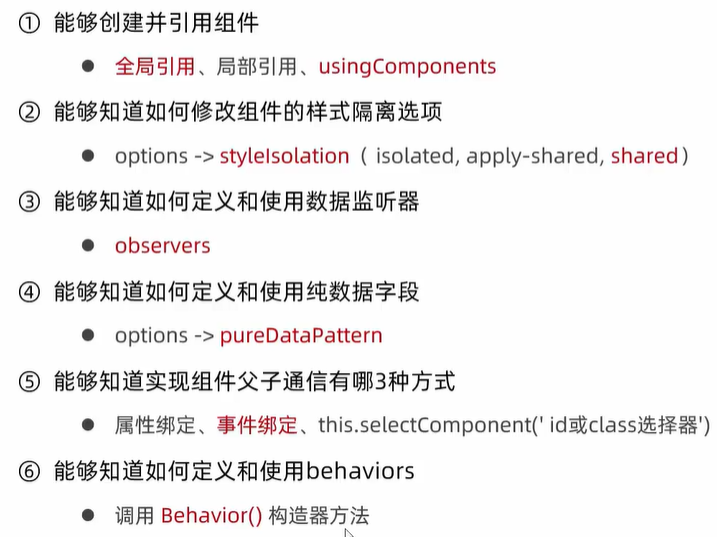 ① 能够创建并引用组件
● 全局引用、局部引用、usingComponents
② 能够知道如何修改组件的样式隔离选项
● options -> styleIsolation（ isolated, apply-shared, shared）
③ 能够知道如何定义和使用数据监听器
● observers
④ 能够知道如何定义和使用纯数据字段
● options -> pureDataPattern
⑤ 能够知道实现组件父子通信有哪3种方式
● 属性绑定、事件绑定、this.selectComponent(' id或class选择器')
⑥ 能够知道如何定义和使用behaviors
● 调用 Behavior() 构造器方法